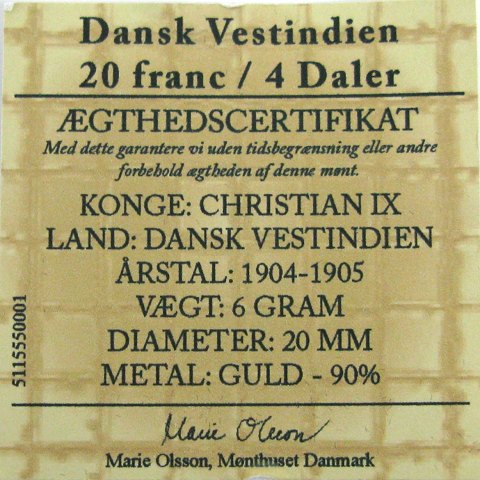 Dansk Vestindien
20 franc / 4 Daler
ÆGTHEDSCERTIFIKAT
Med dette garantere vi uden tidsbegrænsning eller andre
forbehold ægtheden af denne mønt.
KONGE: CHRISTIAN IX
LAND: DANSK VESTINDIEN
ÅRSTAL: 1904-1905
VÆGT: 6 GRAM
DIAMETER: 20 MM
METAL: GULD - 90%
5115550001
Marie Olsson
Marie Olsson, Mønthuset Danmark